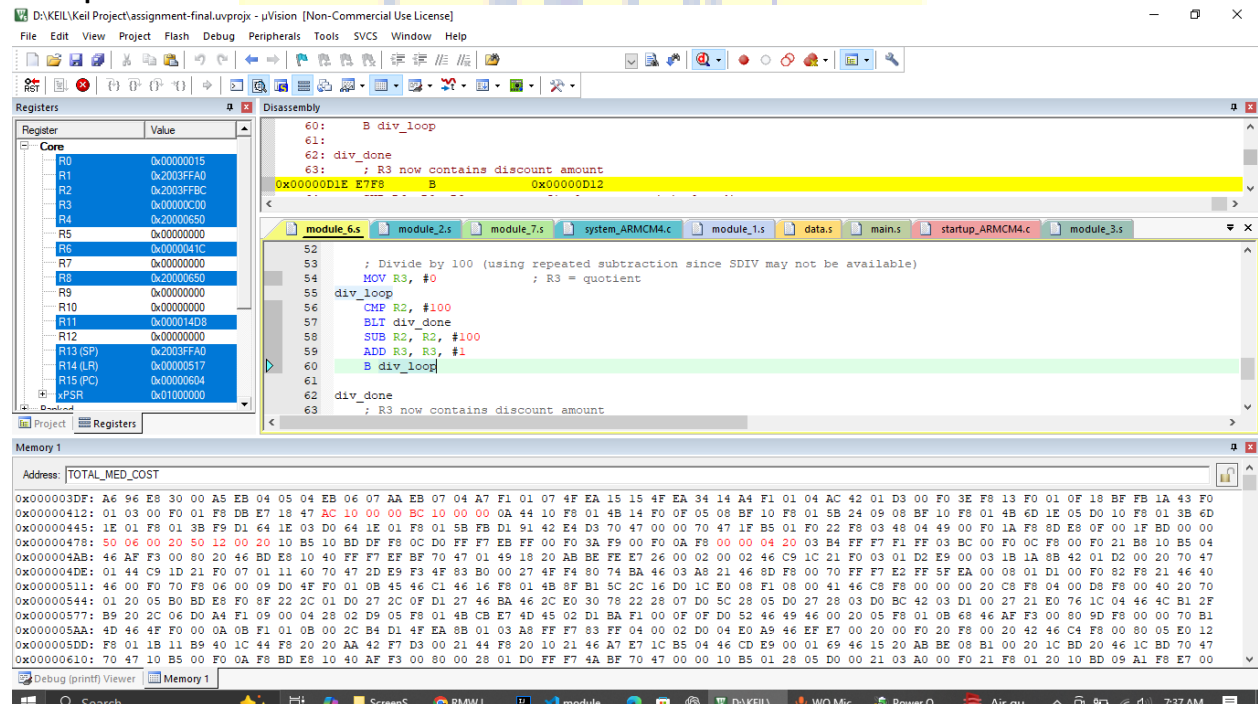 D:\KEIL\Keil Project\assignment-final.uvprojx - µVision [Non-Commercial Use License]
File Edit View Project Flash Debug Peripherals Tools SVCS Window Help
Registers
Register Value
Core
R0 0x00000015
R1 0x2003FFA0
R2 0x2003FFBC
R3 0x00000C00
R4 0x20000650
R5 0x00000000
R6 0x0000041C
R7 0x00000000
R8 0x20000650
R9 0x00000000
R10 0x00000000
R11 0x000014D8
R12 0x00000000
R13 (SP) 0x2003FFA0
R14 (LR) 0x00000517
R15 (PC) 0x00000604
xPSR 0x01000000
Project Registers
Disassembly
60: B div_loop
61:
62: div_done
63: ; R3 now contains discount amount
0x00000D1E E7F8 B 0x00000D12
module_6.s module_2.s module_7.s system_ARMCM4.c module_1.s data.s main.s startup_ARMCM4.c module_3.s
52
53 ; Divide by 100 (using repeated subtraction since SDIV may not be available)
54 MOV R3, #0 ; R3 = quotient
55 div_loop
56 CMP R2, #100
57 BLT div_done
58 SUB R2, R2, #100
59 ADD R3, R3, #1
60 B div_loop
61
62 div_done
63 ; R3 now contains discount amount
Memory 1
Address: TOTAL_MED_COST
0x000003DF: A6 96 E8 30 00 A5 EB 04 05 04 EB 06 07 AA EB 07 04 A7 F1 01 07 4F EA 15 15 4F EA 34 14 A4 F1 01 04 AC 42 01 D3 00 F0 3E F8 13 F0 01 0F 18 BF FB 1A 43 F0
0x00000412: 01 03 00 F0 01 F8 DB E7 18 47 AC 10 00 00 BC 10 00 00 0A 44 10 F8 01 4B 14 F0 0F 05 08 BF 10 F8 01 5B 24 09 08 BF 10 F8 01 4B 6D 1E 05 D0 10 F8 01 3B 6D
0x00000445: 1E 01 F8 01 3B F9 D1 64 1E 03 D0 64 1E 01 F8 01 5B FB D1 91 42 E4 D3 70 47 00 00 70 47 1F B5 01 F0 22 F8 03 48 04 49 00 F0 1A F8 8D E8 0F 00 1F BD 00 00
0x00000478: 50 06 00 20 50 12 00 20 10 B5 10 BD DF F8 0C D0 FF F7 EB FF 00 F0 3A F9 00 F0 0A F8 00 00 04 20 03 B4 FF F7 F1 FF 03 BC 00 F0 0C F8 00 F0 21 B8 10 B5 04
0x000004AB: 46 AF F3 00 80 20 46 BD E8 10 40 FF F7 EF BF 70 47 01 49 18 20 AB BE FE E7 26 00 02 00 02 46 C9 1C 21 F0 03 01 D2 E9 00 03 1B 1A 8B 42 01 D2 00 20 70 47
0x000004DE: 01 44 C9 1D 21 F0 07 01 11 60 70 47 2D E9 F3 4F 83 B0 00 27 4F F4 80 74 BA 46 03 A8 21 46 8D F8 00 70 FF F7 E2 FF 5F EA 00 08 01 D1 00 F0 82 F8 21 46 40
0x00000511: 46 00 F0 70 F8 06 00 09 D0 4F F0 01 0B 45 46 C1 46 16 F8 01 4B 8F B1 5C 2C 16 D0 1C E0 08 F1 08 00 41 46 C8 F8 00 00 00 20 C8 F8 04 00 D8 F8 00 40 20 70
0x00000544: 01 20 05 B0 BD E8 F0 8F 22 2C 01 D0 27 2C 0F D1 27 46 BA 46 2C E0 30 78 22 28 07 D0 5C 28 05 D0 27 28 03 D0 BC 42 03 D1 00 27 21 E0 76 1C 04 46 4C B1 2F
0x00000577: B9 20 2C 06 D0 A4 F1 09 00 04 28 02 D9 05 F8 01 4B CB E7 4D 45 02 D1 BA F1 00 0F 0F D0 52 46 49 46 00 20 05 F8 01 0B 68 46 AF F3 00 80 9D F8 00 00 70 B1
0x000005AA: 4D 46 4F F0 00 0A 0B F1 01 0B 00 2C B4 D1 4F EA 8B 01 03 A8 FF F7 83 FF 04 00 02 D0 04 E0 A9 46 EF E7 00 20 00 F0 20 F8 00 20 02 46 C4 F8 00 80 05 E0 12
0x000005DD: F8 01 1B 11 B9 40 1C 44 F8 20 20 AA 42 F7 D3 00 21 44 F8 20 10 21 46 A7 E7 1C B5 04 46 CD E9 00 01 69 46 15 20 AB BE 08 B1 00 20 1C BD 20 46 1C BD 70 47
0x00000610: 70 47 10 B5 00 F0 0A F8 BD E8 10 40 AF F3 00 80 00 28 01 D0 FF F7 4A BF 70 47 00 00 10 B5 01 28 05 D0 00 21 03 A0 00 F0 21 F8 01 20 10 BD 09 A1 F8 E7 00
Debug (printf) Viewer Memory 1
7:37 AM